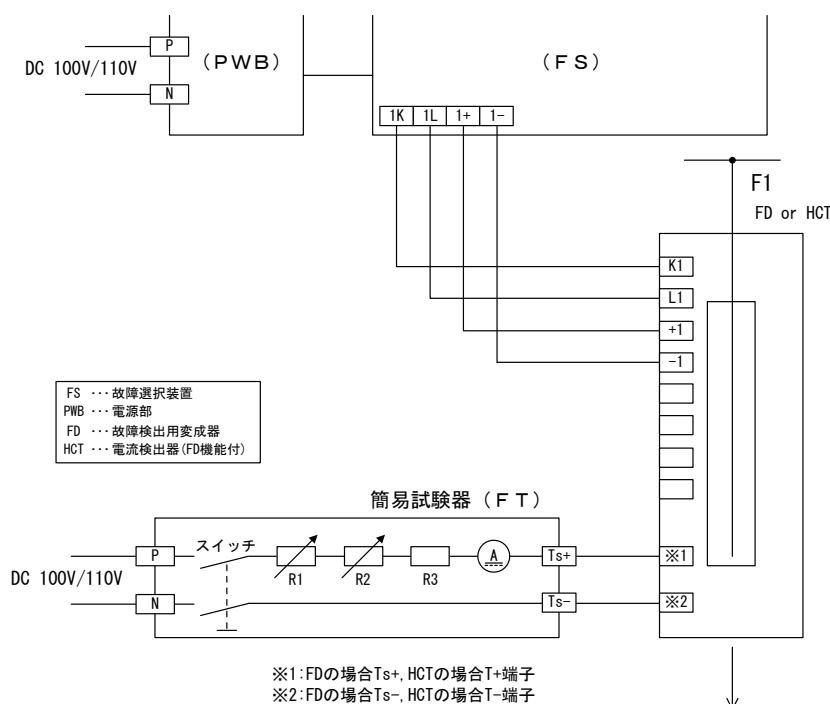 P
(PWB)
DC 100V/110V
N
(FS)
1K 1L 1+ 1-
F1
FD or HCT
K1
L1
+1
-1
FS ･･･故障選択装置
PWB ･･･電源部
FD ･･･故障検出用変成器
HCT ･･･電流検出器(FD機能付)
簡易試験器(FT)
P スイッチ A Ts+ ※1
R1 R2 R3
DC 100V/110V
N Ts- ※2
※1:FDの場合Ts+,HCTの場合T+端子
※2:FDの場合Ts-,HCTの場合T-端子